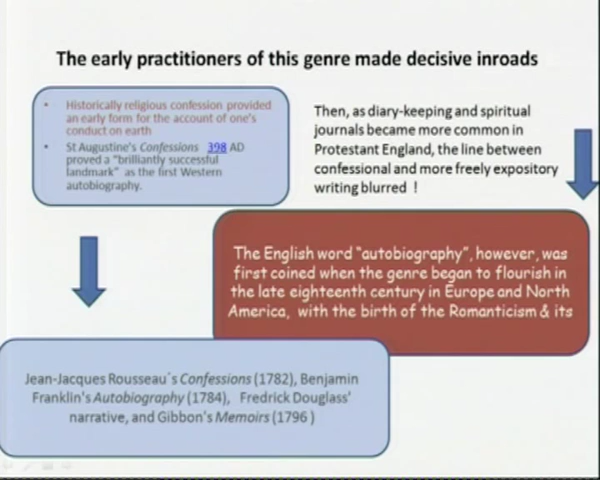 The early practitioners of this genre made decisive inroads
• Historically religious confession provided
an early form for the account of one's
conduct on earth
• St Augustine's Confessions 398 AD
proved a "brilliantly successful
landmark" as the first Western
autobiography.
Then, as diary-keeping and spiritual
journals became more common in
Protestant England, the line between
confessional and more freely expository
writing blurred !
The English word "autobiography", however, was
first coined when the genre began to flourish in
the late eighteenth century in Europe and North
America, with the birth of the Romanticism & its
Jean-Jacques Rousseau's Confessions (1782), Benjamin
Franklin's Autobiography (1784), Fredrick Douglass'
narrative, and Gibbon's Memoirs (1796 )